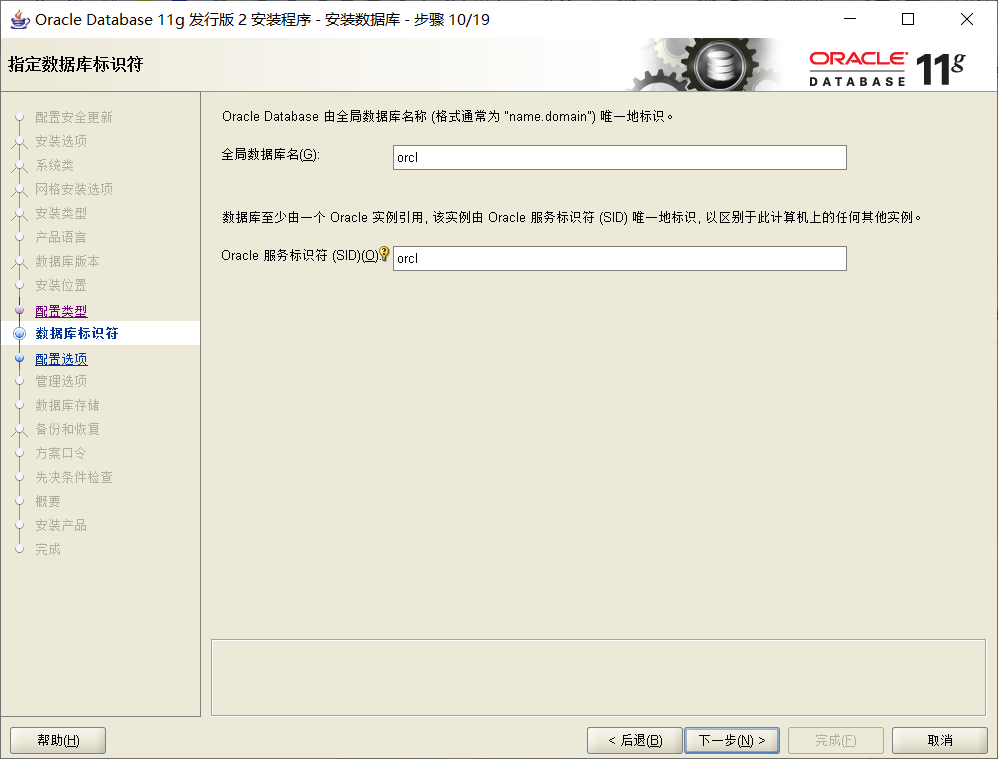 Oracle Database 11g 发行版 2 安装程序 - 安装数据库 - 步骤 10/19
指定数据库标识符
ORACLE
DATABASE
11g
配置安全更新
安装选项
系统类
网格安装选项
安装类型
产品语言
数据库版本
安装位置
配置类型
数据库标识符
配置选项
管理选项
数据库存储
备份和恢复
方案口令
先决条件检查
概要
安装产品
完成
Oracle Database 由全局数据库名称 (格式通常为 "name.domain") 唯一地标识。
全局数据库名(G): orcl
数据库至少由一个 Oracle 实例引用, 该实例由 Oracle 服务标识符 (SID) 唯一地标识, 以区别于此计算机上的任何其他实例。
Oracle 服务标识符 (SID)(O): orcl
帮助(H) < 后退(B) 下一步(N) > 完成(F) 取消